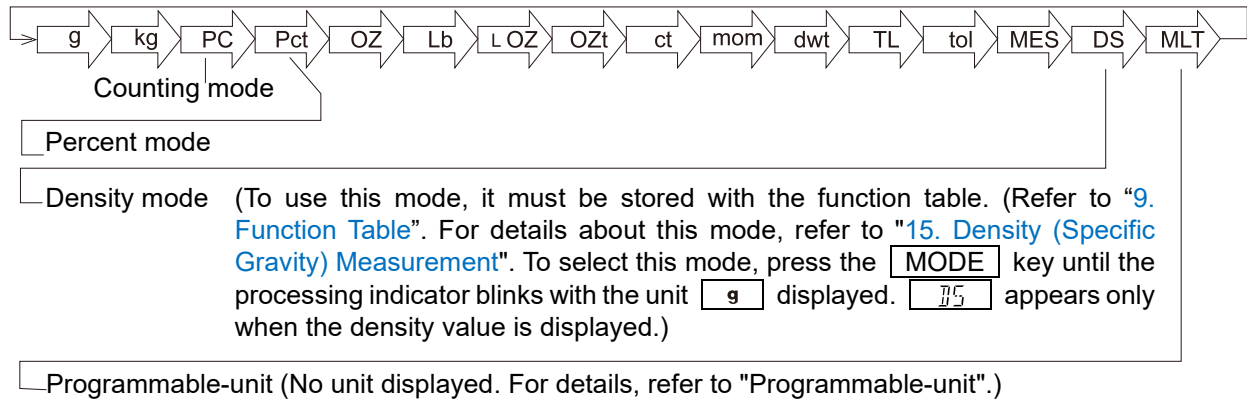 g kg PC Pct OZ Lb L OZ OZt ct mom dwt TL tol MES DS MLT
Counting mode
Percent mode
Density mode (To use this mode, it must be stored with the function table. (Refer to “9.
Function Table”. For details about this mode, refer to "15. Density (Specific
Gravity) Measurement". To select this mode, press the MODE key until the
processing indicator blinks with the unit g displayed. DS appears only
when the density value is displayed.)
Programmable-unit (No unit displayed. For details, refer to "Programmable-unit".)